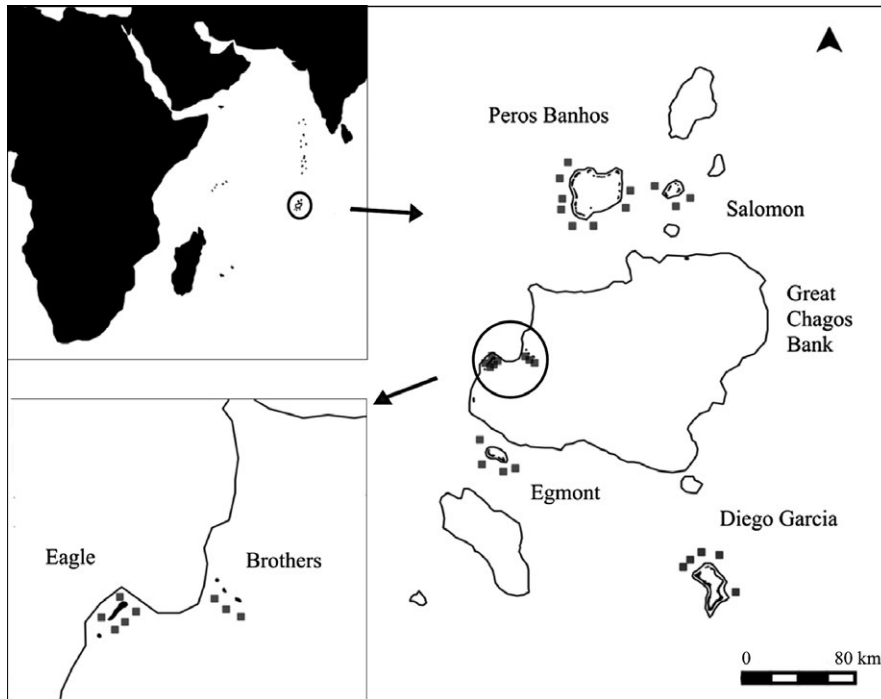 Peros Banhos
Salomon
Great
Chagos
Bank
Egmont
Diego Garcia
Eagle
Brothers
0 80 km